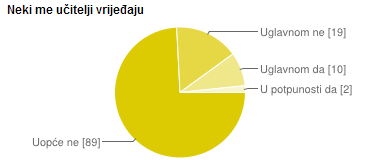 Neki me učitelji vrijeđaju
Uglavnom ne [19]
Uglavnom da [10]
U potpunosti da [2]
Uopće ne [89]